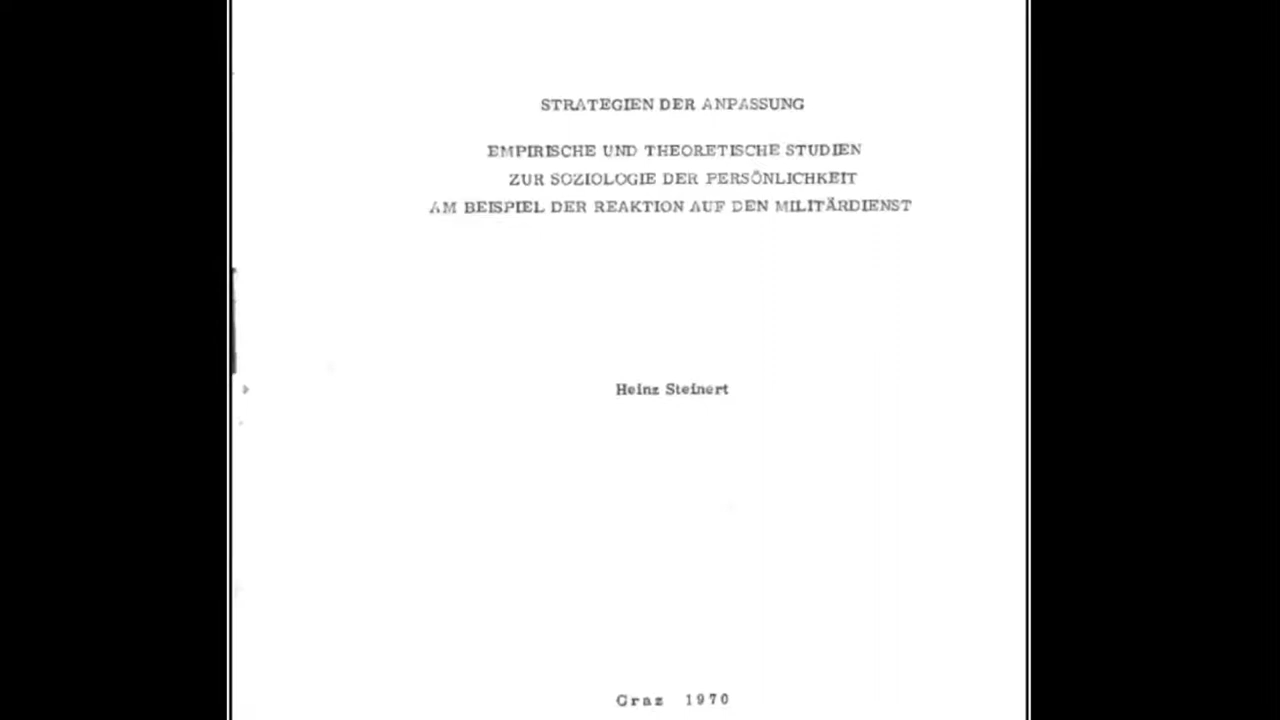 STRATEGIEN DER ANPASSUNG
EMPIRISCHE UND THEORETISCHE STUDIEN
ZUR SOZIOLOGIE DER PERSÖNLICHKEIT
AM BEISPIEL DER REAKTION AUF DEN MILITÄRDIENST
Heinz Steinert
Graz 1970